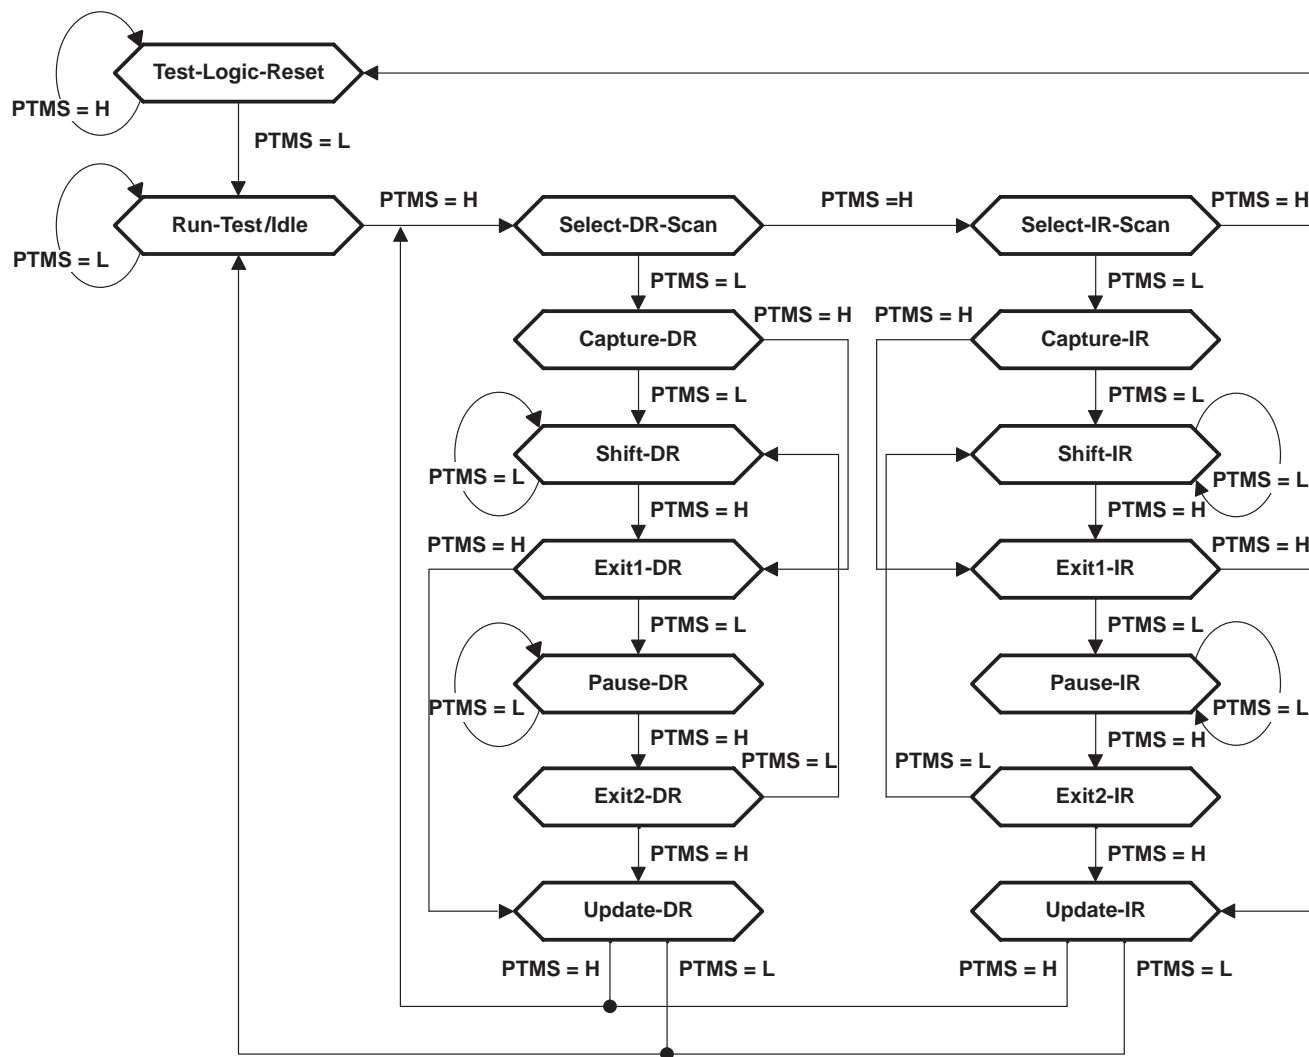 Test-Logic-Reset
PTMS = H
PTMS = L
PTMS = H
PTMS =H
PTMS = H
Run-Test/Idle
Select-DR-Scan
Select-IR-Scan
PTMS = L
PTMS = L
PTMS = L
PTMS = H
PTMS = H
Capture-DR
Capture-IR
PTMS = L
PTMS = L
Shift-DR
Shift-IR
PTMS = L
PTMS = L
PTMS = H
PTMS = H
PTMS = H
PTMS = H
Exit1-DR
Exit1-IR
PTMS = L
PTMS = L
Pause-DR
Pause-IR
PTMS = L
PTMS = L
PTMS = H
PTMS = H
PTMS = L
PTMS = L
Exit2-DR
Exit2-IR
PTMS = H
PTMS = H
Update-DR
Update-IR
PTMS = H
PTMS = L
PTMS = H
PTMS = L